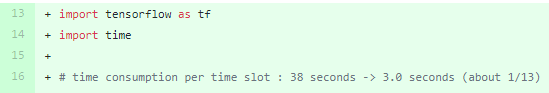 13 + import tensorflow as tf
14 + import time
15 +
16 + # time consumption per time slot : 38 seconds -> 3.0 seconds (about 1/13)